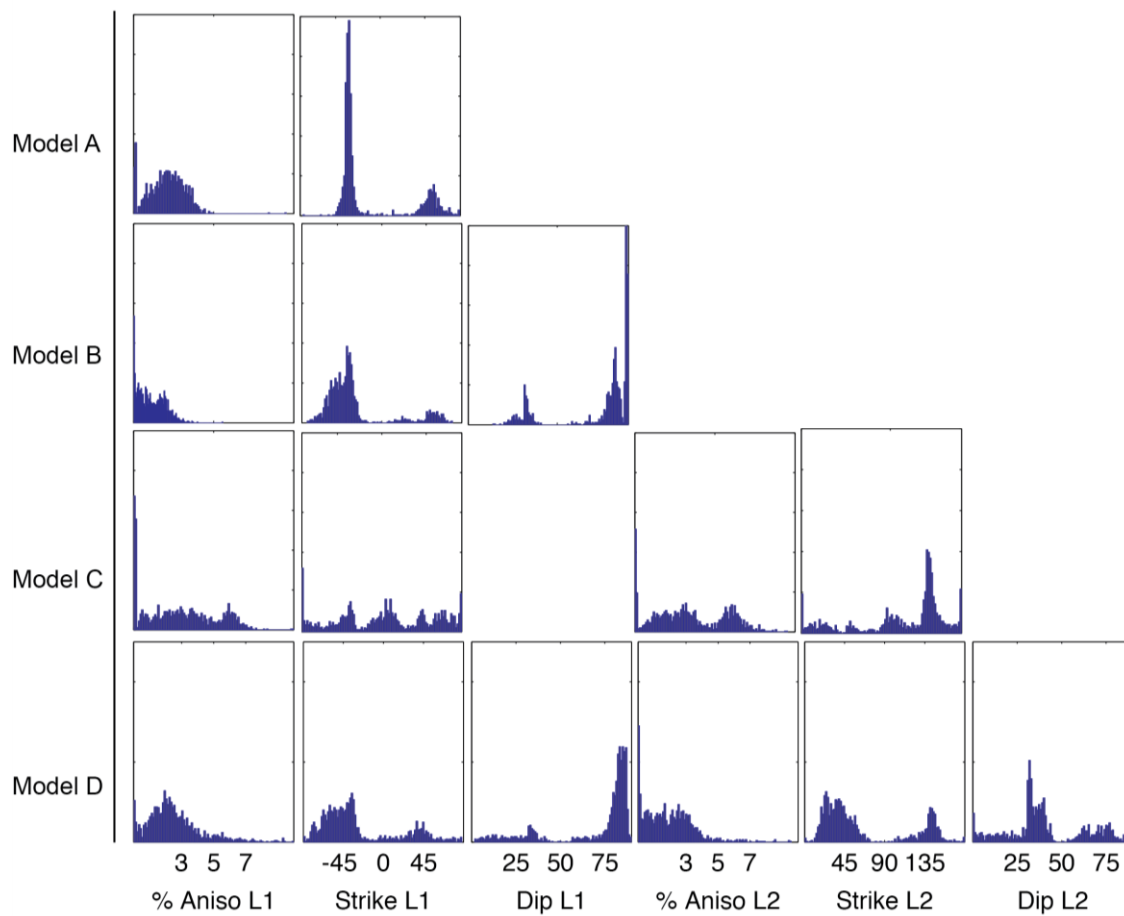 Model A
Model B
Model C
Model D
3 5 7 -45 0 45 25 50 75 3 5 7 45 90 135 25 50 75
% Aniso L1 Strike L1 Dip L1 % Aniso L2 Strike L2 Dip L2